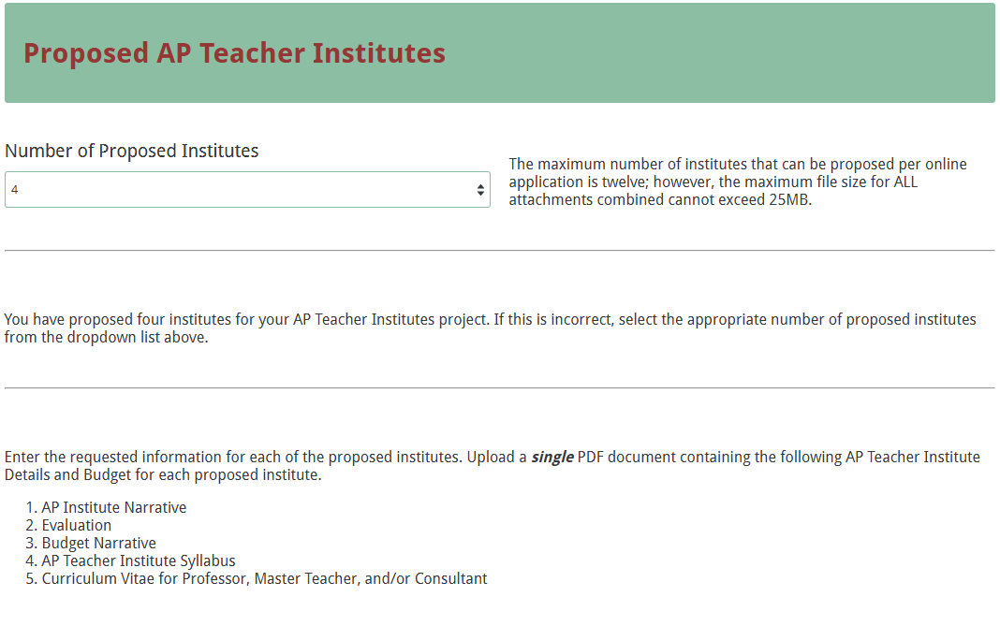 Proposed AP Teacher Institutes
Number of Proposed Institutes
4
The maximum number of institutes that can be proposed per online
application is twelve; however, the maximum file size for ALL
attachments combined cannot exceed 25MB.
You have proposed four institutes for your AP Teacher Institutes project. If this is incorrect, select the appropriate number of proposed institutes
from the dropdown list above.
Enter the requested information for each of the proposed institutes. Upload a single PDF document containing the following AP Teacher Institute
Details and Budget for each proposed institute.
1. AP Institute Narrative
2. Evaluation
3. Budget Narrative
4. AP Teacher Institute Syllabus
5. Curriculum Vitae for Professor, Master Teacher, and/or Consultant